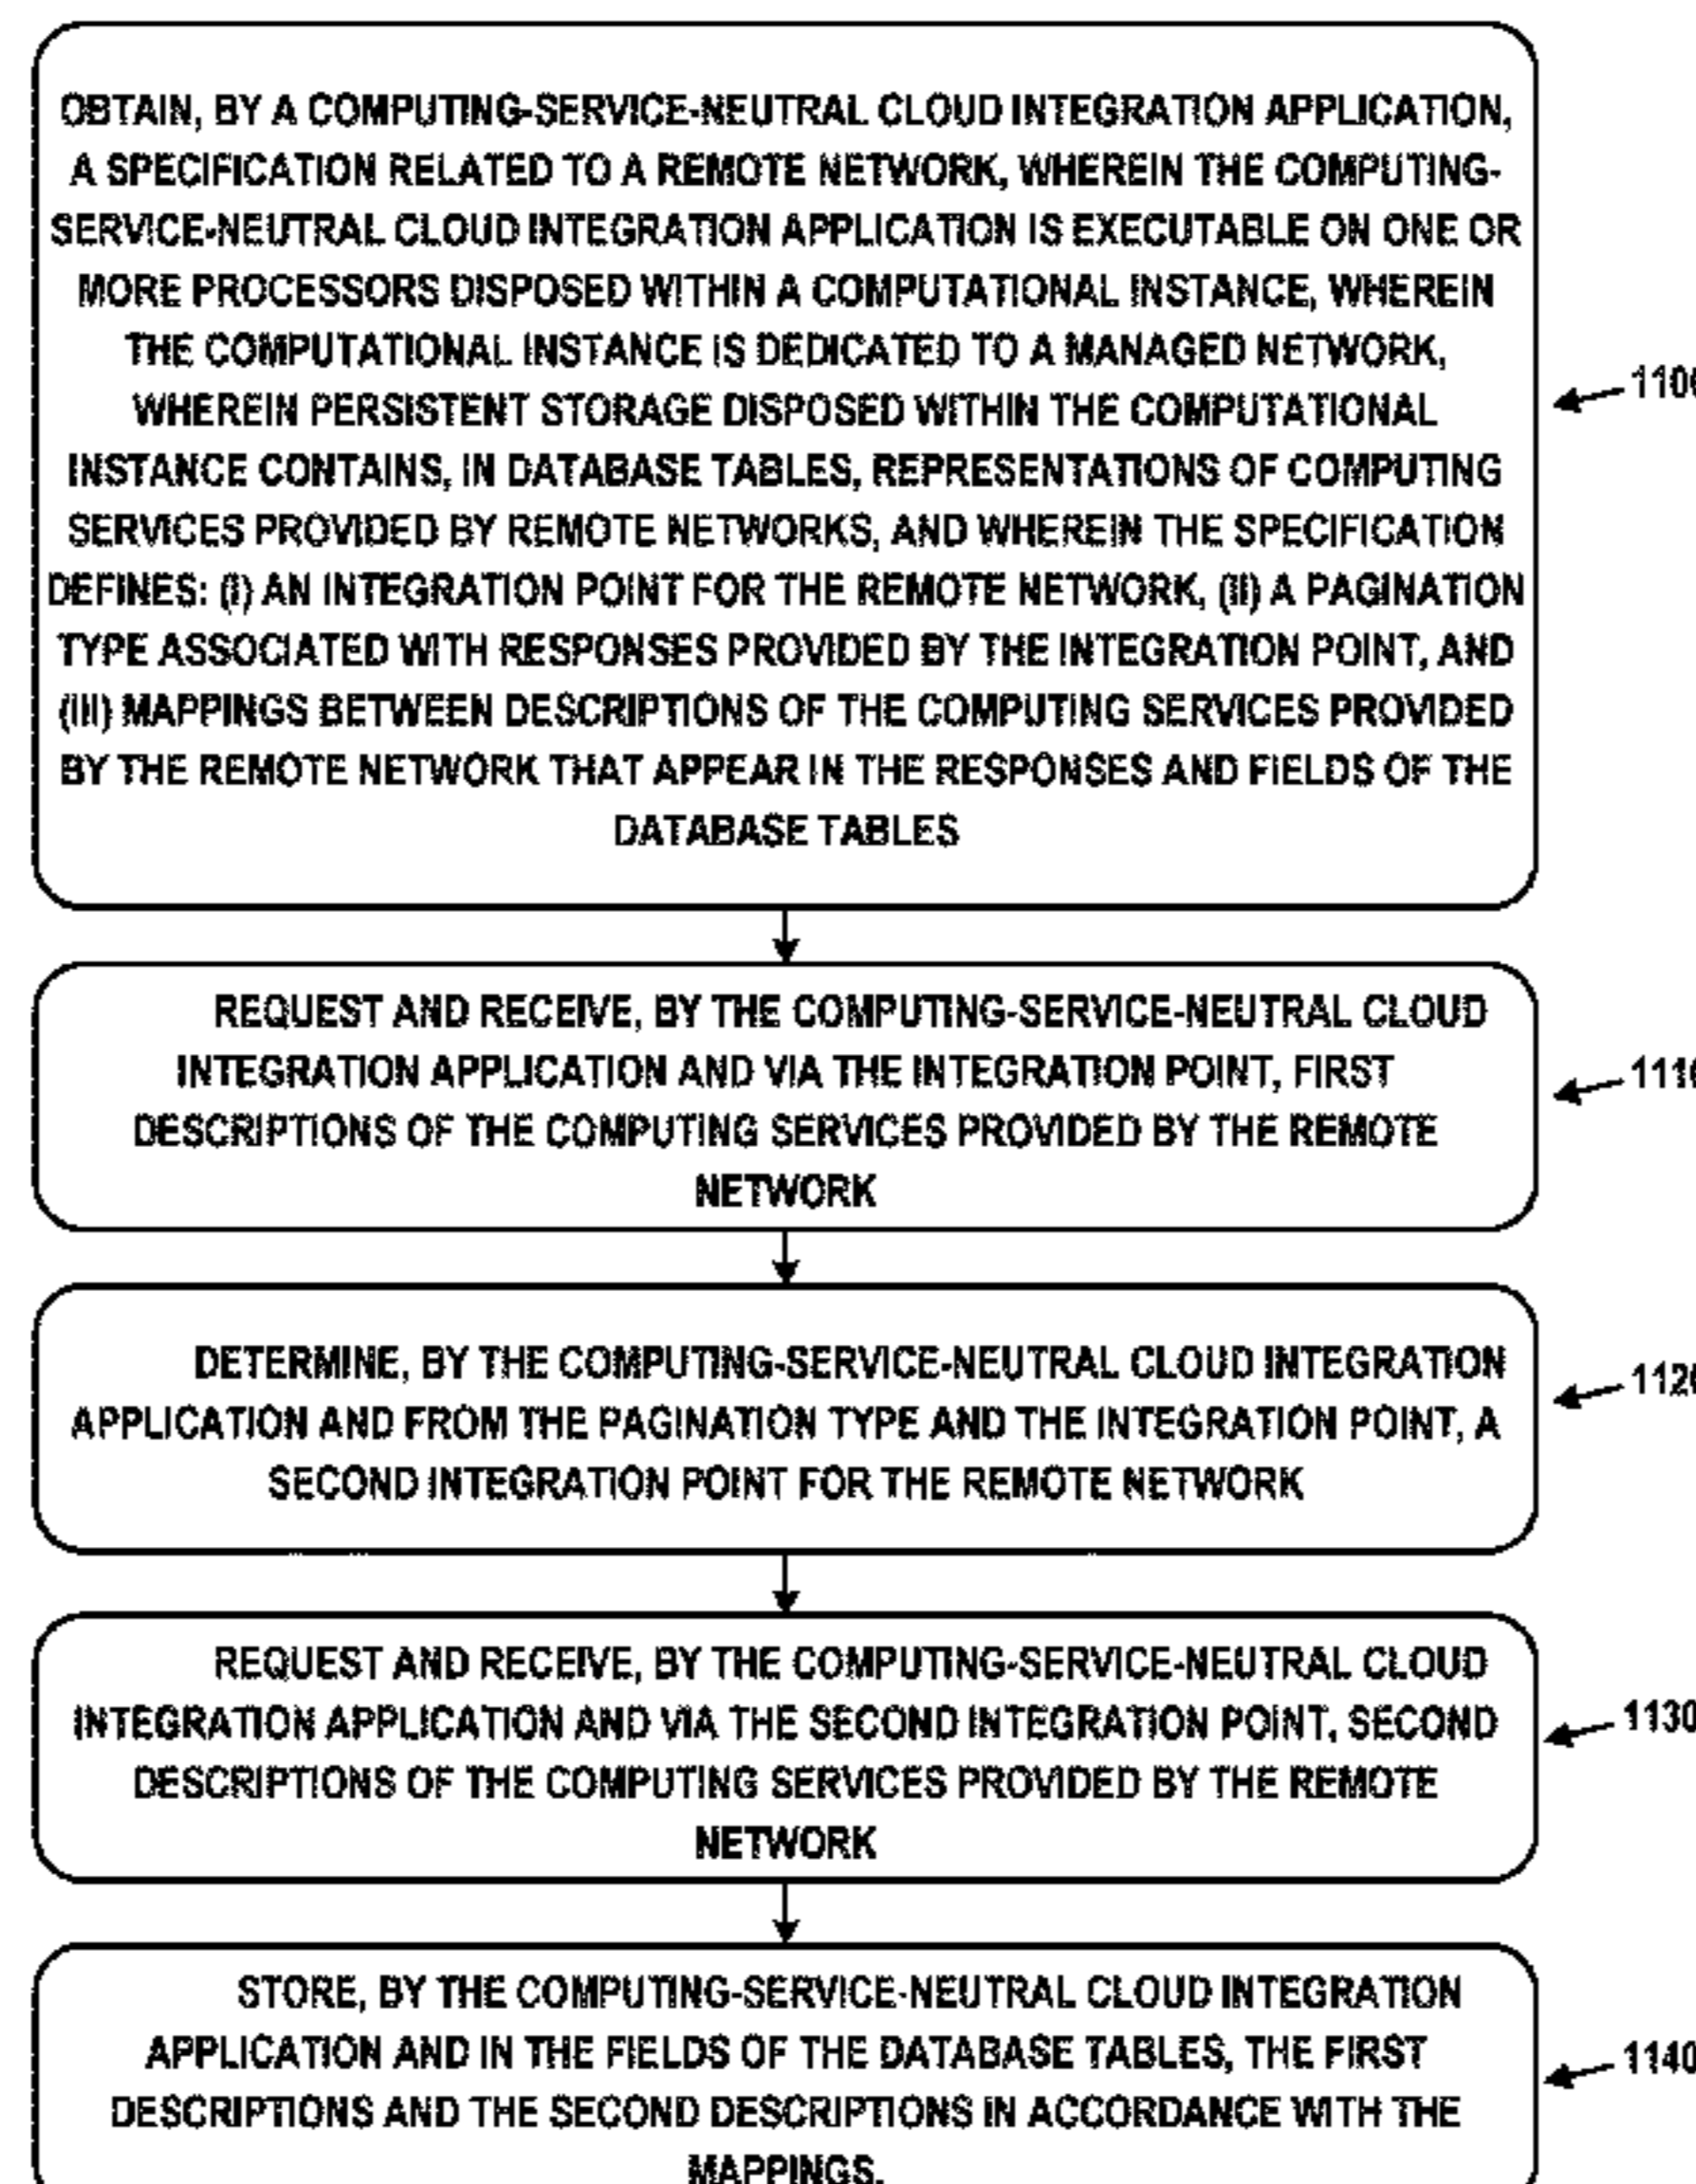 OBTAIN, BY A COMPUTING-SERVICE-NEUTRAL CLOUD INTEGRATION APPLICATION,
A SPECIFICATION RELATED TO A REMOTE NETWORK, WHEREIN THE COMPUTING-
SERVICE-NEUTRAL CLOUD INTEGRATION APPLICATION IS EXECUTABLE ON ONE OR
MORE PROCESSORS DISPOSED WITHIN A COMPUTATIONAL INSTANCE, WHEREIN
THE COMPUTATIONAL INSTANCE IS DEDICATED TO A MANAGED NETWORK,
WHEREIN PERSISTENT STORAGE DISPOSED WITHIN THE COMPUTATIONAL
INSTANCE CONTAINS, IN DATABASE TABLES, REPRESENTATIONS OF COMPUTING
SERVICES PROVIDED BY REMOTE NETWORKS, AND WHEREIN THE SPECIFICATION
DEFINES: (I) AN INTEGRATION POINT FOR THE REMOTE NETWORK, (II) A PAGINATION
TYPE ASSOCIATED WITH RESPONSES PROVIDED BY THE INTEGRATION POINT, AND
(III) MAPPINGS BETWEEN DESCRIPTIONS OF THE COMPUTING SERVICES PROVIDED
BY THE REMOTE NETWORK THAT APPEAR IN THE RESPONSES AND FIELDS OF THE
DATABASE TABLES
1100
REQUEST AND RECEIVE, BY THE COMPUTING-SERVICE-NEUTRAL CLOUD
INTEGRATION APPLICATION AND VIA THE INTEGRATION POINT, FIRST
DESCRIPTIONS OF THE COMPUTING SERVICES PROVIDED BY THE REMOTE
NETWORK
1110
DETERMINE, BY THE COMPUTING-SERVICE-NEUTRAL CLOUD INTEGRATION
APPLICATION AND FROM THE PAGINATION TYPE AND THE INTEGRATION POINT, A
SECOND INTEGRATION POINT FOR THE REMOTE NETWORK
1120
REQUEST AND RECEIVE, BY THE COMPUTING-SERVICE-NEUTRAL CLOUD
INTEGRATION APPLICATION AND VIA THE SECOND INTEGRATION POINT, SECOND
DESCRIPTIONS OF THE COMPUTING SERVICES PROVIDED BY THE REMOTE
NETWORK
1130
STORE, BY THE COMPUTING-SERVICE-NEUTRAL CLOUD INTEGRATION
APPLICATION AND IN THE FIELDS OF THE DATABASE TABLES, THE FIRST
DESCRIPTIONS AND THE SECOND DESCRIPTIONS IN ACCORDANCE WITH THE
MAPPINGS.
1140